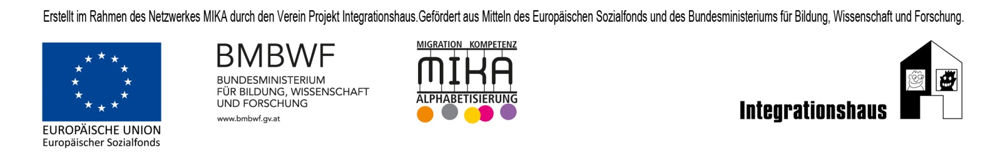 Erstellt im Rahmen des Netzwerkes MIKA durch den Verein Projekt Integrationshaus.Gefördert aus Mitteln des Europäischen Sozialfonds und des Bundesministeriums für Bildung, Wissenschaft und Forschung.
EUROPÄISCHE UNION
Europäischer Sozialfonds
BMBWF
BUNDESMINISTERIUM
FÜR BILDUNG, WISSENSCHAFT
UND FORSCHUNG
www.bmbwf.gv.at
MIGRATION KOMPETENZ
MIKA
ALPHABETISIERUNG
Integrationshaus